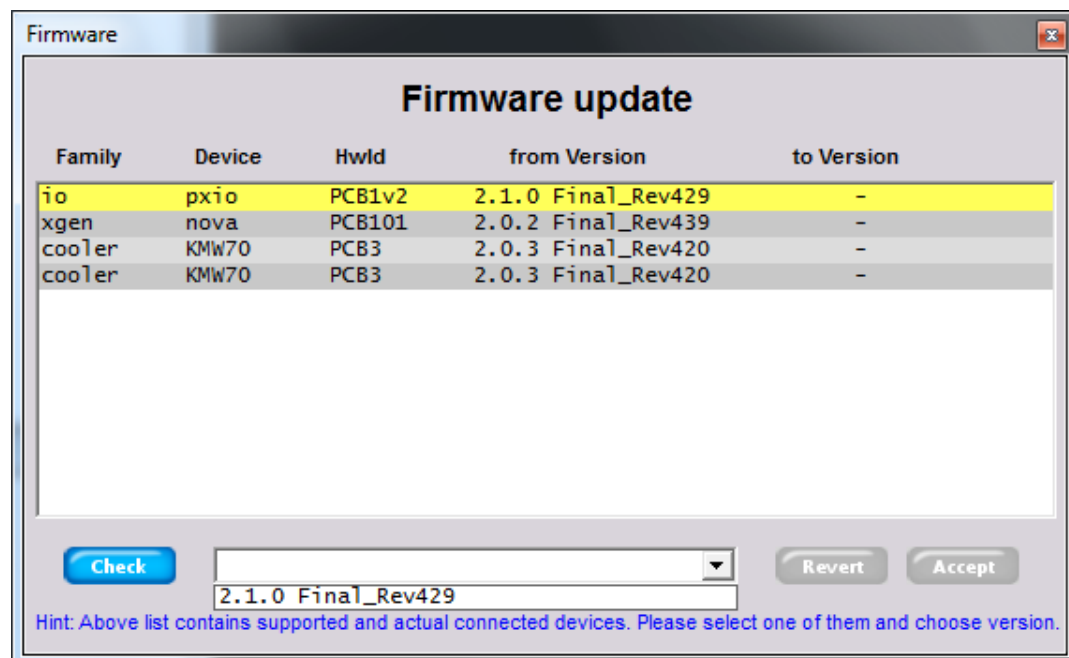 Firmware
Firmware update
Family Device HwId from Version to Version
io pxio PCB1v2 2.1.0 Final_Rev429 -
xgen nova PCB101 2.0.2 Final_Rev439 -
cooler KMW70 PCB3 2.0.3 Final_Rev420 -
cooler KMW70 PCB3 2.0.3 Final_Rev420 -
Check Revert Accept
2.1.0 Final_Rev429
Hint: Above list contains supported and actual connected devices. Please select one of them and choose version.